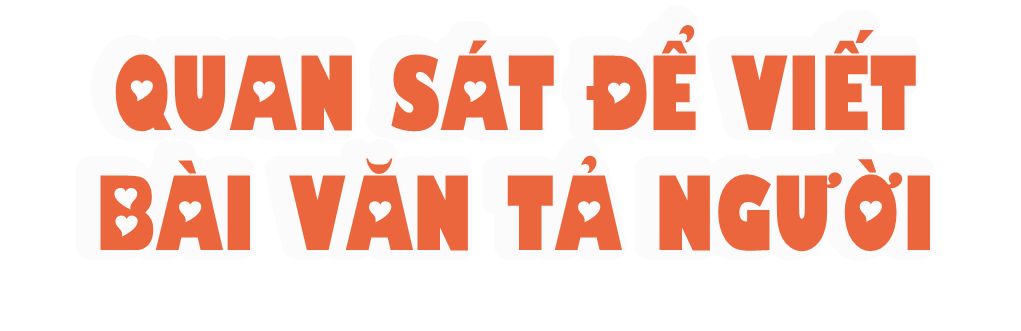 QUAN SÁT ĐỂ VIẾT
BÀI VĂN TẢ NGƯỜI